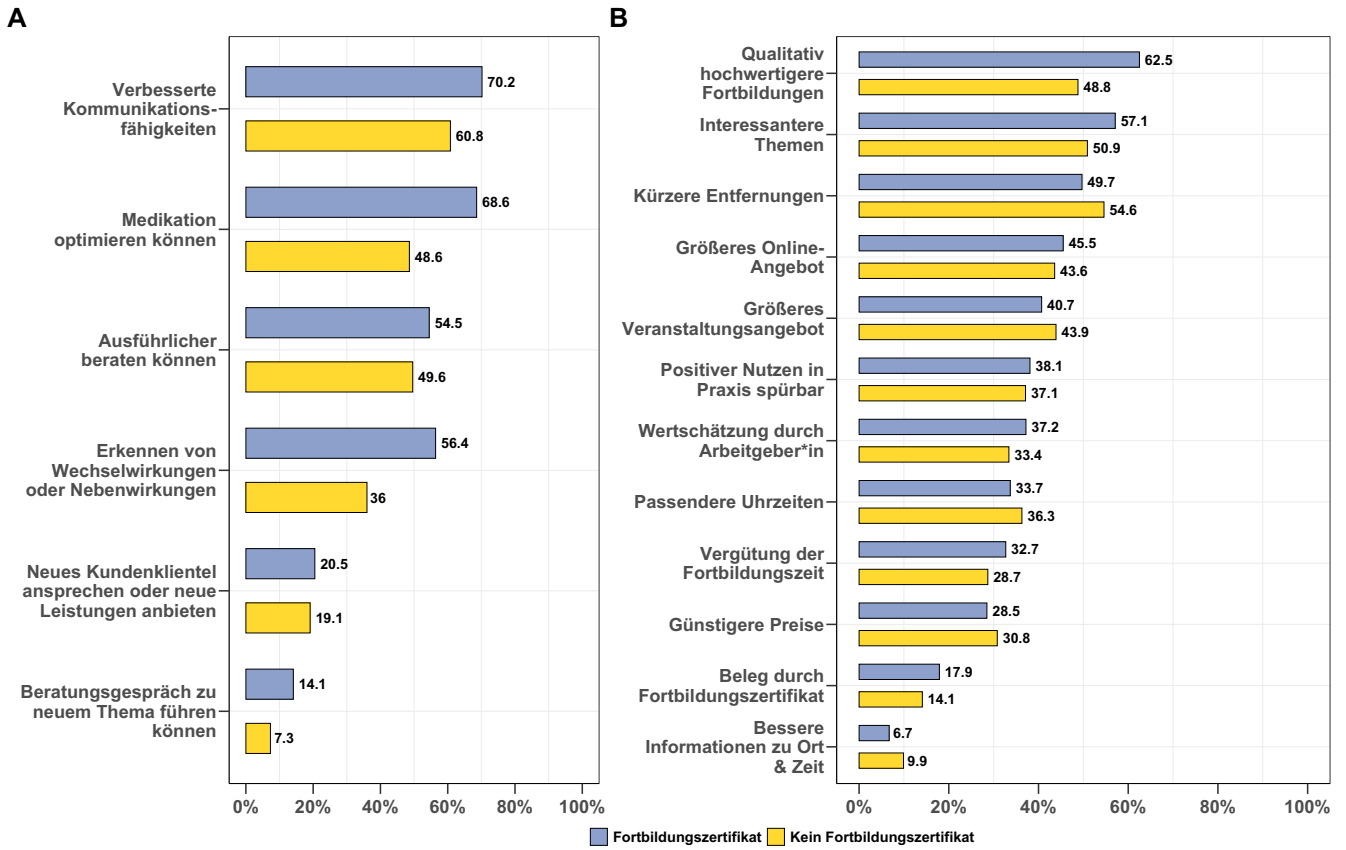 A
Verbesserte
Kommunikations-
fähigkeiten
70.2
60.8
Medikation
optimieren können
68.6
48.6
Ausführlicher
beraten können
54.5
49.6
Erkennen von
Wechselwirkungen
oder Nebenwirkungen
56.4
36
Neues Kundenklientel
ansprechen oder neue
Leistungen anbieten
20.5
19.1
Beratungsgespräch zu
neuem Thema führen
können
14.1
7.3
0% 20% 40% 60% 80% 100%
B
Qualitativ
hochwertigere
Fortbildungen
62.5
48.8
Interessantere
Themen
57.1
50.9
Kürzere Entfernungen
49.7
54.6
Größeres Online-
Angebot
45.5
43.6
Größeres
Veranstaltungsangebot
40.7
43.9
Positiver Nutzen in
Praxis spürbar
38.1
37.1
Wertschätzung durch
Arbeitgeber*in
37.2
33.4
Passendere Uhrzeiten
33.7
36.3
Vergütung der
Fortbildungszeit
32.7
28.7
Günstigere Preise
28.5
30.8
Beleg durch
Fortbildungszertifikat
17.9
14.1
Bessere
Informationen zu Ort
& Zeit
6.7
9.9
0% 20% 40% 60% 80% 100%
Fortbildungszertifikat Kein Fortbildungszertifikat